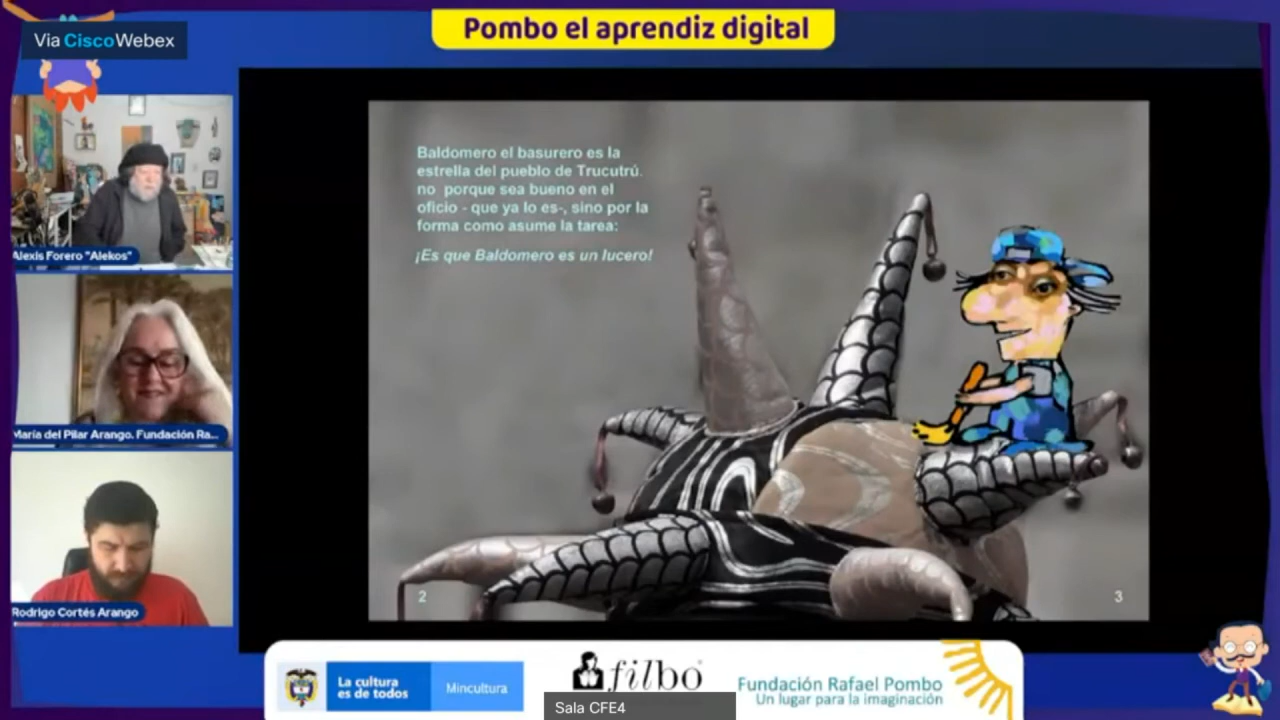 Pombo el aprendiz digital
Via Cisco Webex
Alexis Forero "Alekos"
María del Pilar Arango. Fundación Ra...
Rodrigo Cortés Arango
Baldomero el basurero es la
estrella del pueblo de Trucutrú.
no porque sea bueno en el
oficio - que ya lo es-, sino por la
forma como asume la tarea:
¡Es que Baldomero es un lucero!
2
3
La cultura
es de todos
Mincultura
filbo
Fundación Rafael Pombo
Un lugar para la imaginación
Sala CFE4